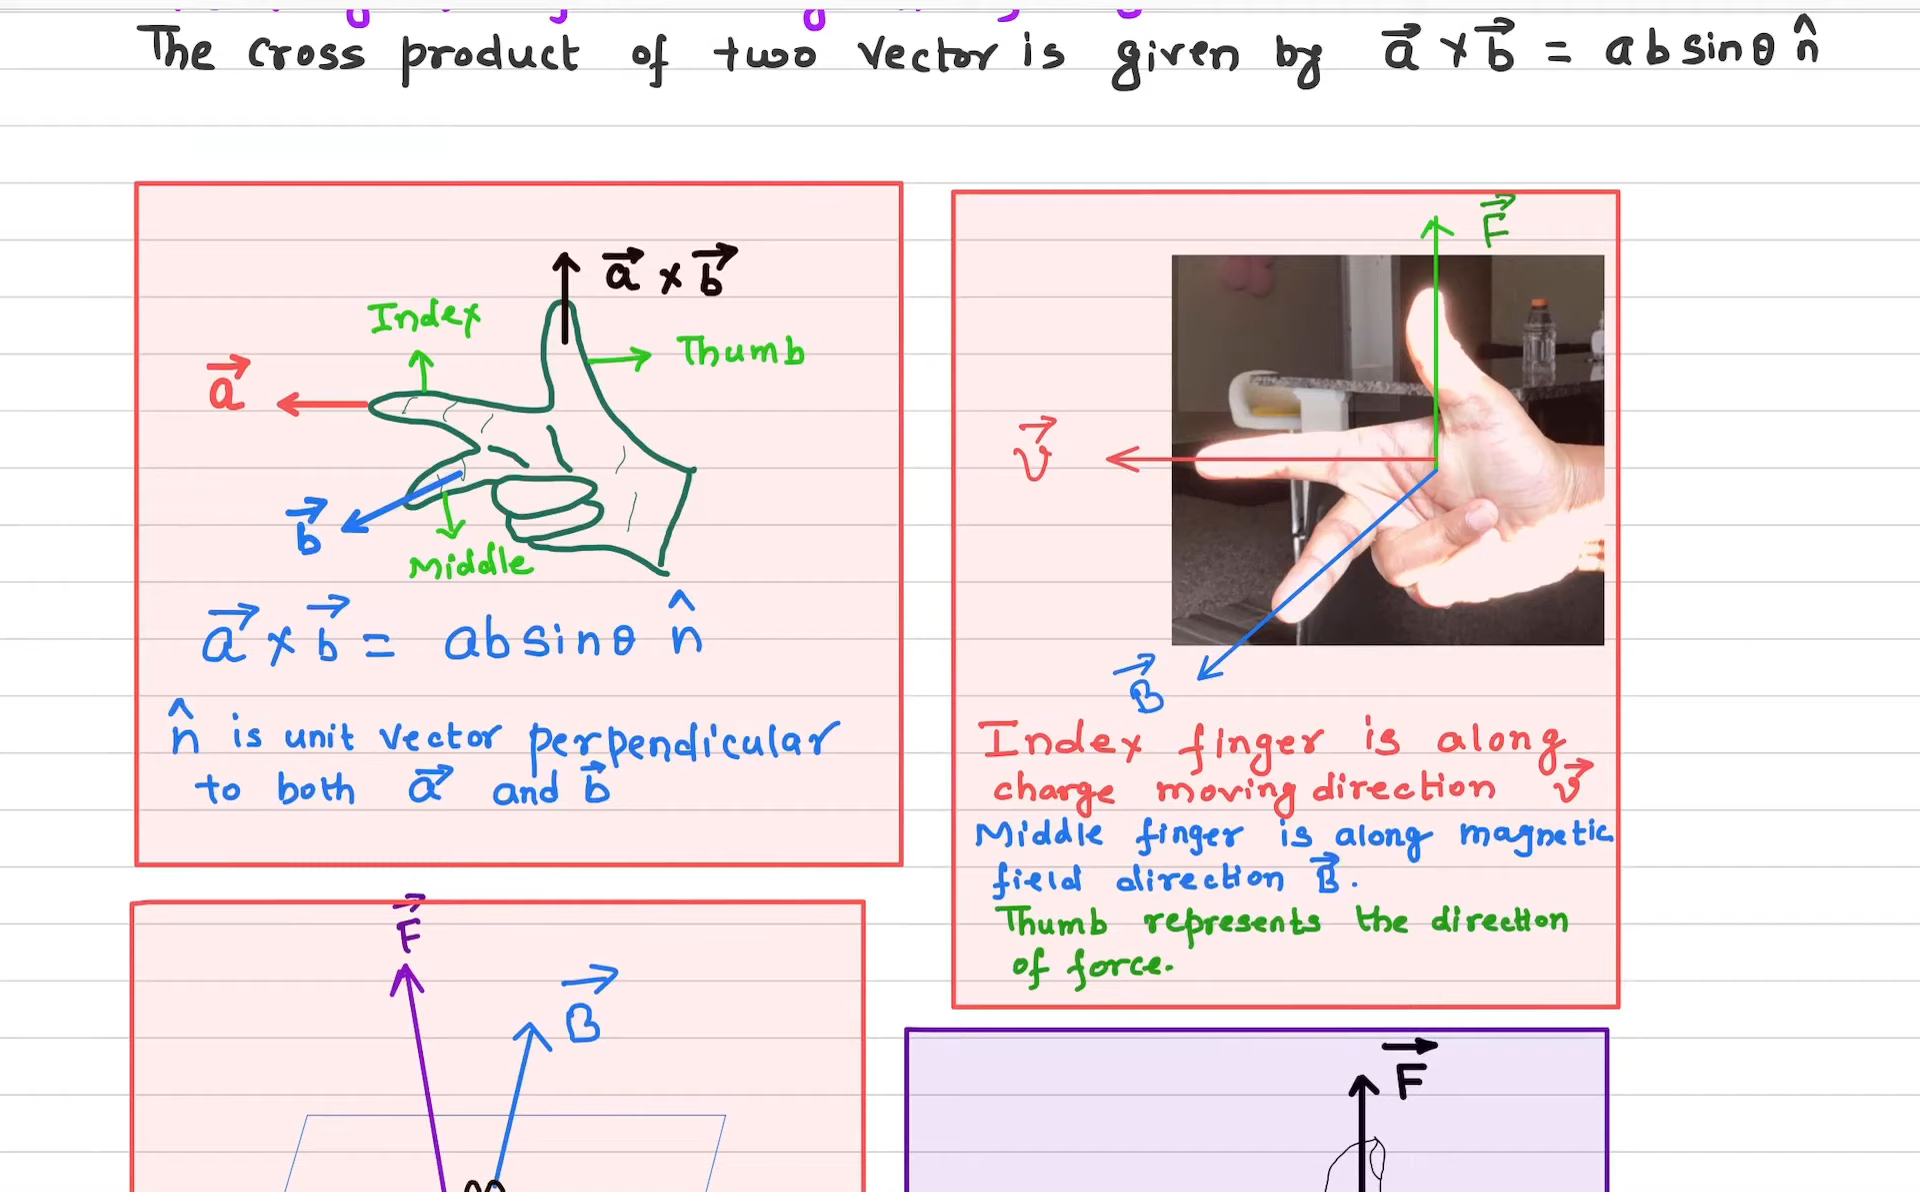 The cross product of two vector is given by a⃗ × b⃗ = ab sinθ n̂
a⃗ × b⃗
Index
Thumb
a⃗
b⃗
Middle
a⃗ × b⃗ = ab sinθ n̂
n̂ is unit vector perpendicular
to both a⃗ and b⃗
F⃗
v⃗
B⃗
Index finger is along
charge moving direction v⃗
Middle finger is along magnetic
field direction B⃗.
Thumb represents the direction
of force.
F⃗
B⃗
F⃗